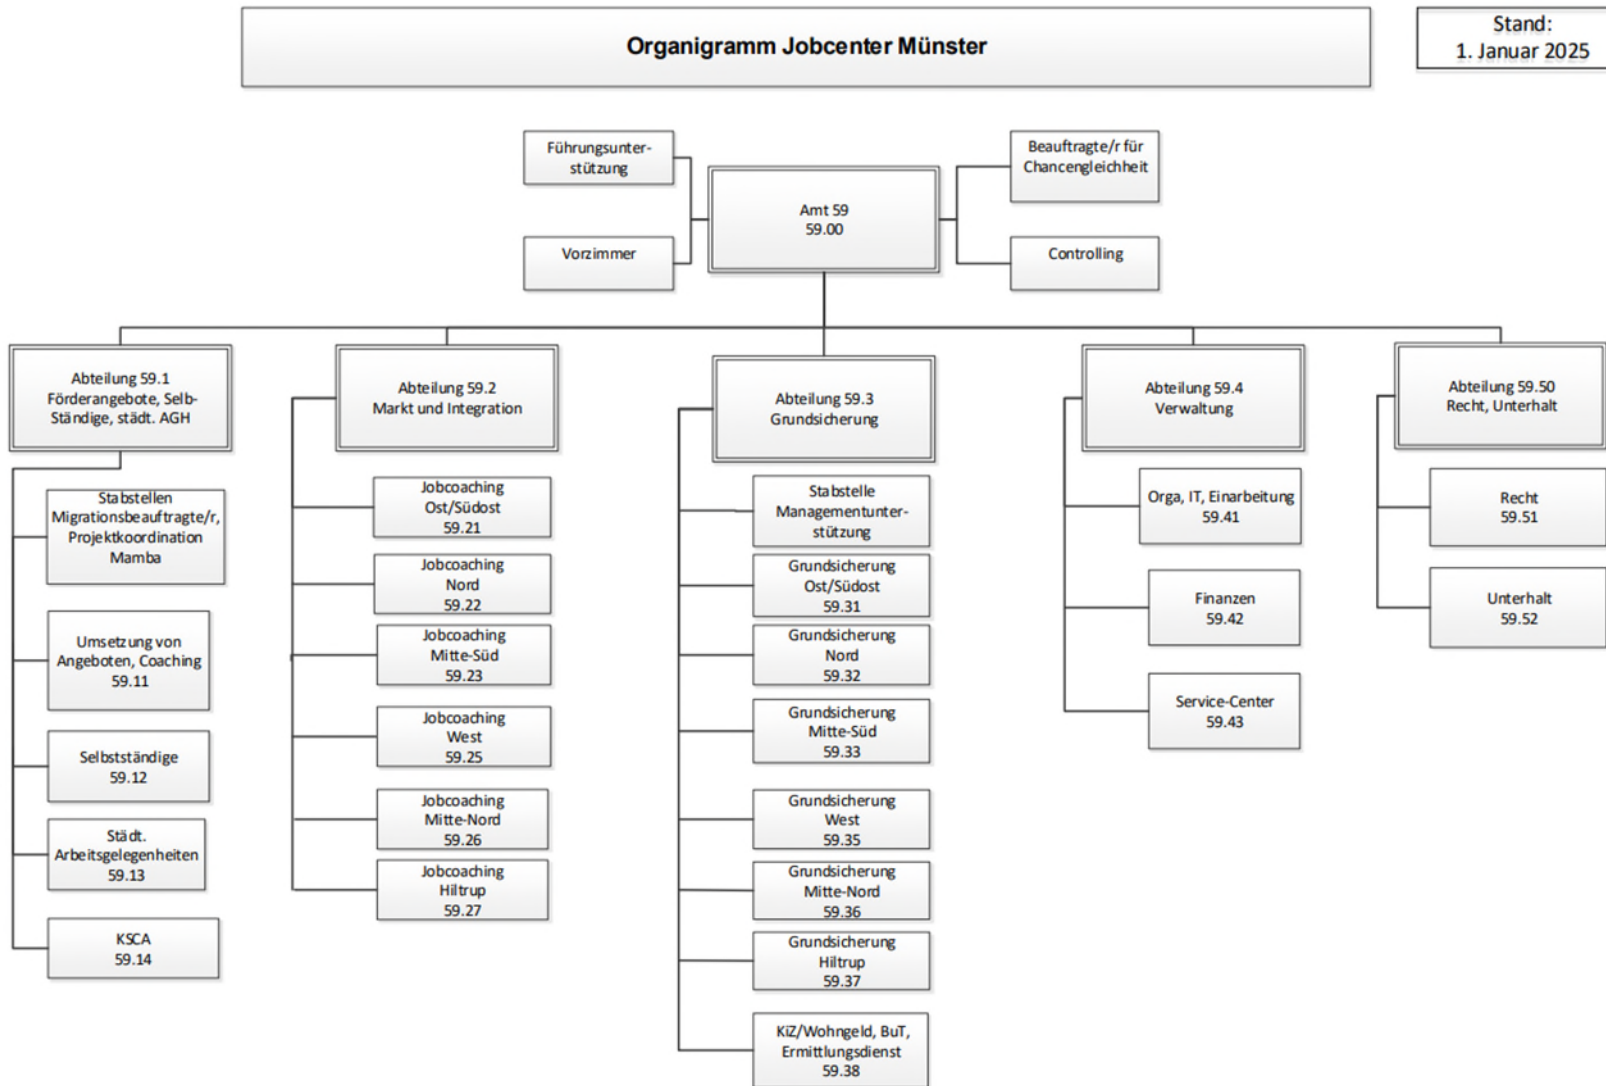 Organigramm Jobcenter Münster
Stand:
1. Januar 2025
Führungsunter-
stützung
Vorzimmer
Amt 59
59.00
Beauftragte/r für
Chancengleichheit
Controlling
Abteilung 59.1
Förderangebote, Selb-
Ständige, städt. AGH
Stabstellen
Migrationsbeauftragte/r,
Projektkoordination
Mamba
Umsetzung von
Angeboten, Coaching
59.11
Selbstständige
59.12
Städt.
Arbeitsgelegenheiten
59.13
KSCA
59.14
Abteilung 59.2
Markt und Integration
Jobcoaching
Ost/Südost
59.21
Jobcoaching
Nord
59.22
Jobcoaching
Mitte-Süd
59.23
Jobcoaching
West
59.25
Jobcoaching
Mitte-Nord
59.26
Jobcoaching
Hiltrup
59.27
Abteilung 59.3
Grundsicherung
Stabstelle
Managementunter-
stützung
Grundsicherung
Ost/Südost
59.31
Grundsicherung
Nord
59.32
Grundsicherung
Mitte-Süd
59.33
Grundsicherung
West
59.35
Grundsicherung
Mitte-Nord
59.36
Grundsicherung
Hiltrup
59.37
KiZ/Wohngeld, BuT,
Ermittlungsdienst
59.38
Abteilung 59.4
Verwaltung
Orga, IT, Einarbeitung
59.41
Finanzen
59.42
Service-Center
59.43
Abteilung 59.50
Recht, Unterhalt
Recht
59.51
Unterhalt
59.52